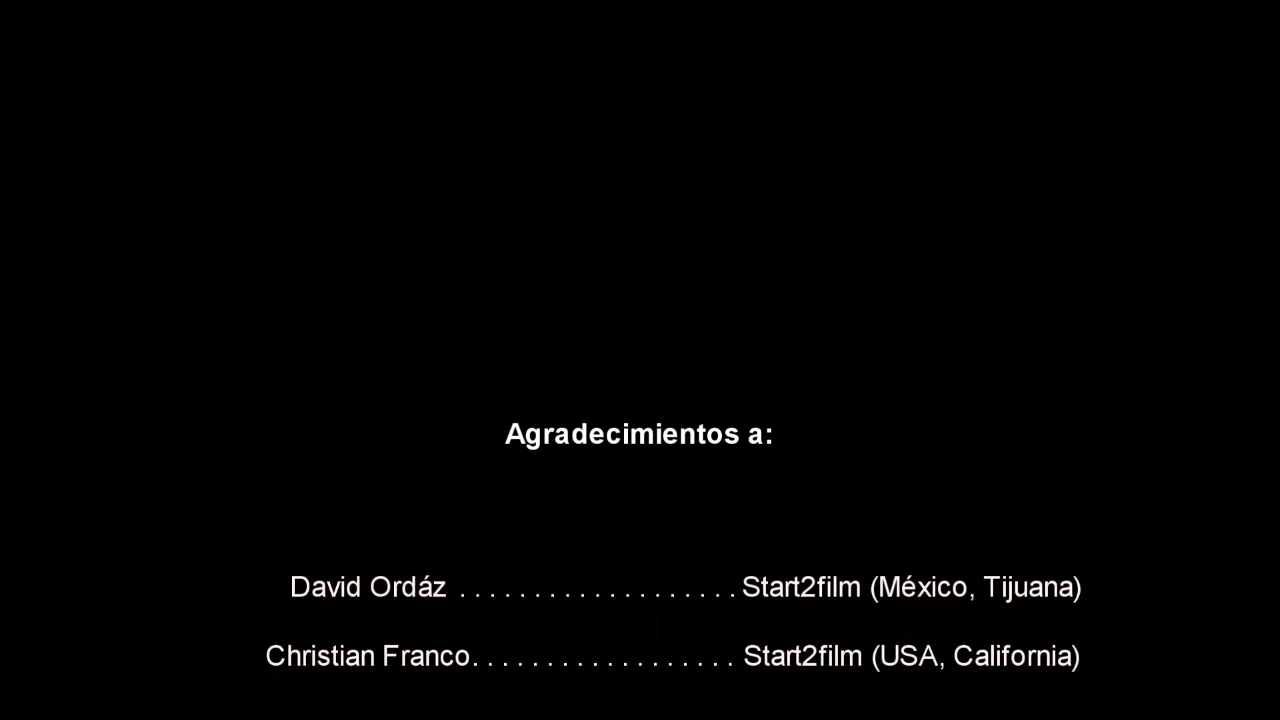 Agradecimientos a:
David Ordáz . . . . . . . . . . . . . . . . . . . Start2film (México, Tijuana)
Christian Franco. . . . . . . . . . . . . . . . . . Start2film (USA, California)